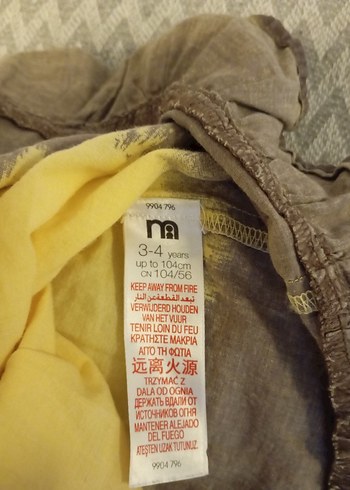 9904 796
m
3-4 years
up to 104cm
CN 104/56
KEEP AWAY FROM FIRE
تبعد القطعة عن النار
VERWIJDERD HOUDEN
VAN HET VUUR
TENIR LOIN DU FEU
ΚΡΑΤΗΣΤΕ ΜΑΚΡΙΑ
ΑΠΌ ΤΗ ΦΩΤΙΑ
远离火源
TRZYMAĆ Z
DALA OD OGNIA
ДЕРЖАТЬ ВДАЛИ ОТ
ИСТОЧНИКОВ ОГНЯ
MANTENER ALEJADO
DEL FUEGO
ATEŞTEN UZAK TUTUNUZ.
9904 796